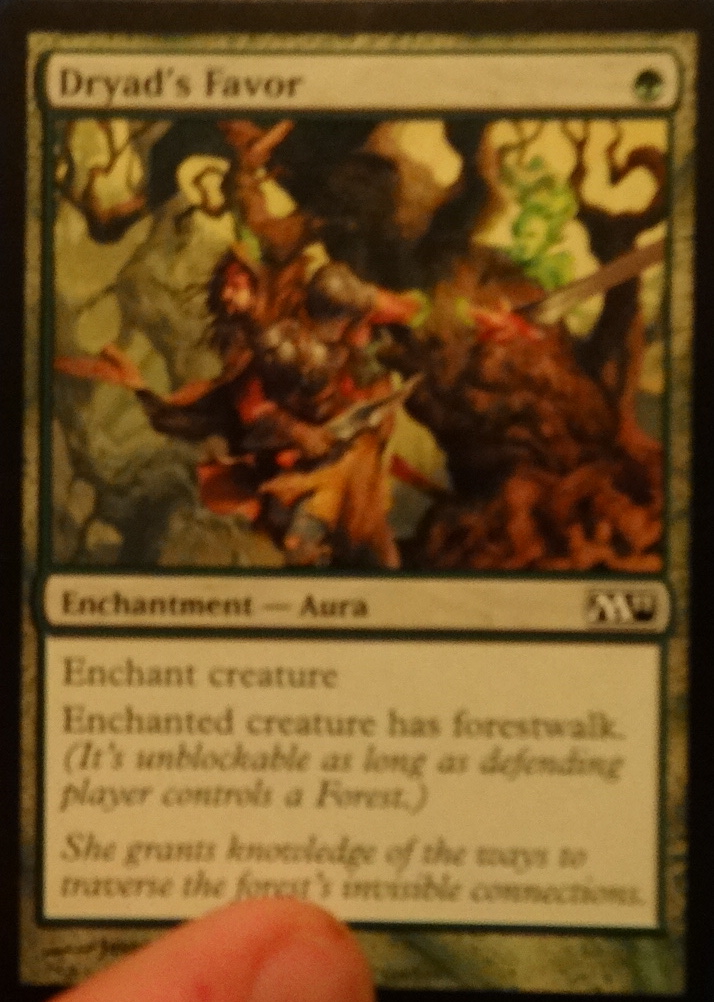 Dryad's Favor
Enchantment — Aura
Enchant creature
Enchanted creature has forestwalk.
(It's unblockable as long as defending
player controls a Forest.)
She grants knowledge of the ways to
traverse the forest's invisible connections.